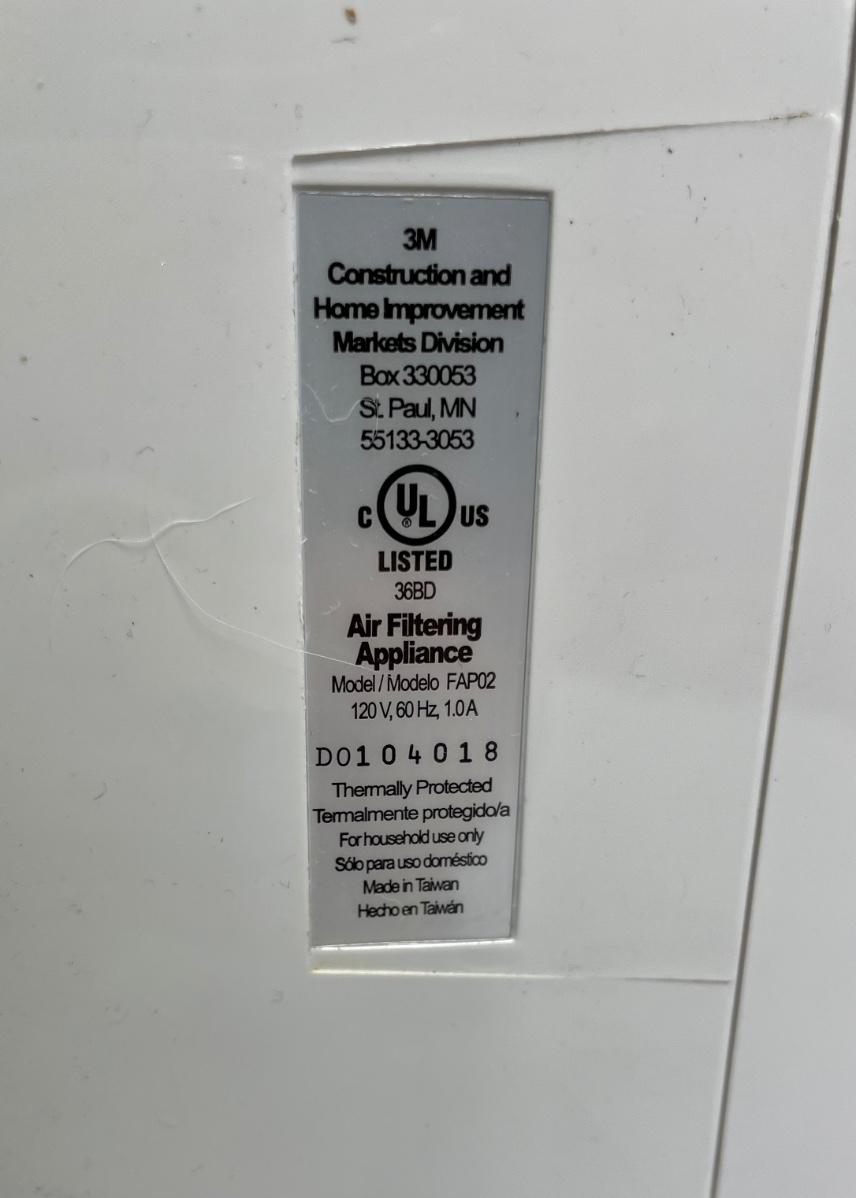 3M
Construction and
Home Improvement
Markets Division
Box 330053
St. Paul, MN
55133-3053
C UL ® US
LISTED
36BD
Air Filtering
Appliance
Model / Modelo FAP02
120 V, 60 Hz, 1.0 A
D0104018
Thermally Protected
Termalmente protegido/a
For household use only
Sólo para uso doméstico
Made in Taiwan
Hecho en Taiwán